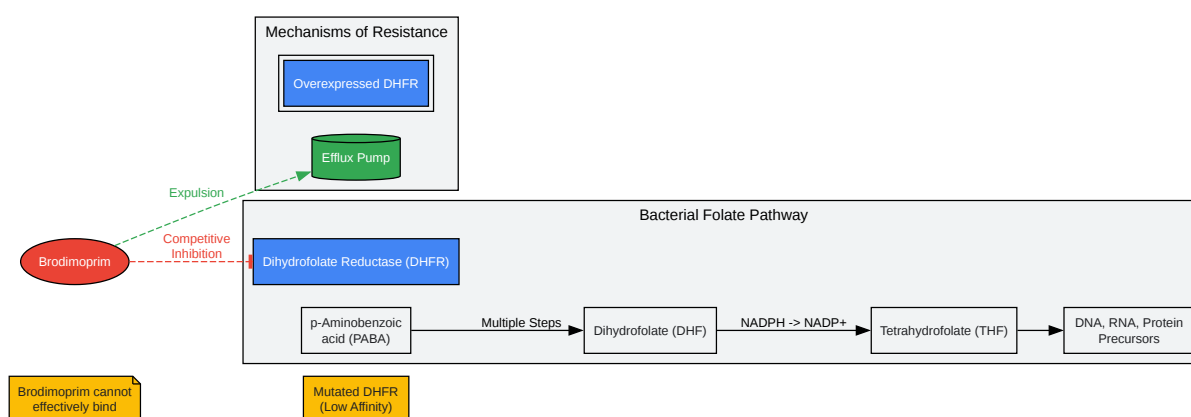 Mechanisms of Resistance
Overexpressed DHFR
Efflux Pump
Expulsion
Bacterial Folate Pathway
Competitive
Inhibition
Brodimoprim
Dihydrofolate Reductase (DHFR)
p-Aminobenzoic
acid (PABA)
Multiple Steps
Dihydrofolate (DHF)
NADPH -> NADP+
Tetrahydrofolate (THF)
DNA, RNA, Protein
Precursors
Brodimoprim cannot
effectively bind
Mutated DHFR
(Low Affinity)